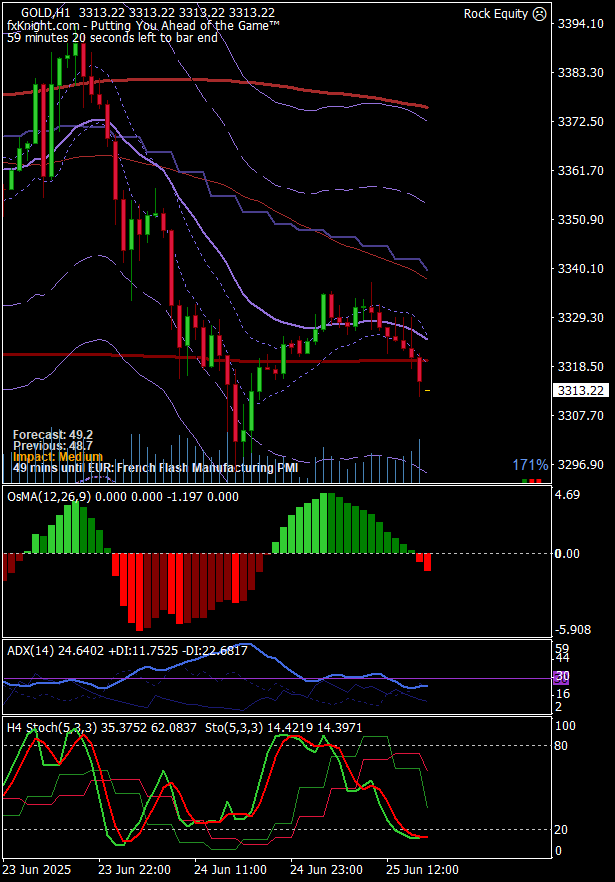 GOLD,H1  3313.22 3313.22 3313.22 3313.22
Rock Equity ☹
fxKnight.com - Putting You Ahead of the Game™
59 minutes 20 seconds left to bar end
3394.10
3383.30
3372.50
3361.70
3350.90
3340.10
3329.30
3318.50
3313.22
3307.70
3296.90
Forecast: 49.2
Previous: 48.7
Impact: Medium
49 mins until EUR: French Flash Manufacturing PMI
171%
OsMA(12,26,9) 0.000 0.000 -1.197 0.000
4.69
0.00
-5.908
ADX(14) 24.6402 +DI:11.7525 -DI:22.6817
59
44
30
16
2
H4 Stoch(5,3,3) 35.3752 62.0837  Sto(5,3,3) 14.4219 14.3971
100
80
20
0
23 Jun 2025
23 Jun 22:00
24 Jun 11:00
24 Jun 23:00
25 Jun 12:00